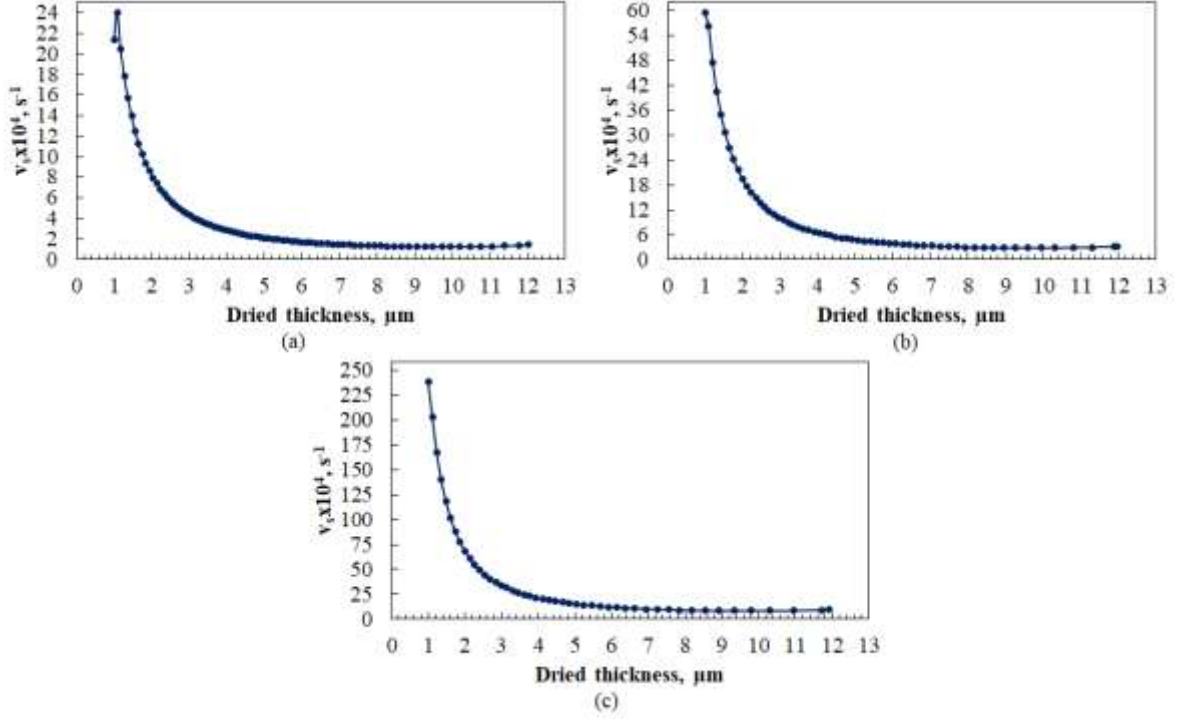 24
22
20
18
16
14
12
10
8
6
4
2
0
vₛx10⁴, s⁻¹
0 1 2 3 4 5 6 7 8 9 10 11 12 13
Dried thickness, µm
(a)
60
54
48
42
36
30
24
18
12
6
0
vₛx10⁴, s⁻¹
0 1 2 3 4 5 6 7 8 9 10 11 12 13
Dried thickness, µm
(b)
250
225
200
175
150
125
100
75
50
25
0
vₛx10⁴, s⁻¹
0 1 2 3 4 5 6 7 8 9 10 11 12 13
Dried thickness, µm
(c)